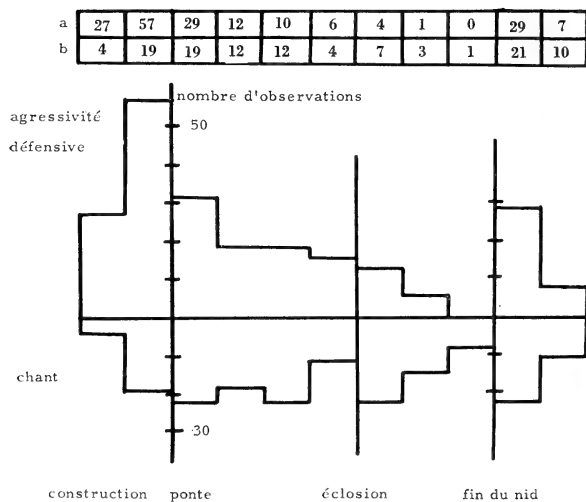 a 27 57 29 12 10 6 4 1 0 29 7
b 4 19 19 12 12 4 7 3 1 21 10
nombre d'observations
agressivité
50
défensive
chant
30
construction ponte éclosion fin du nid